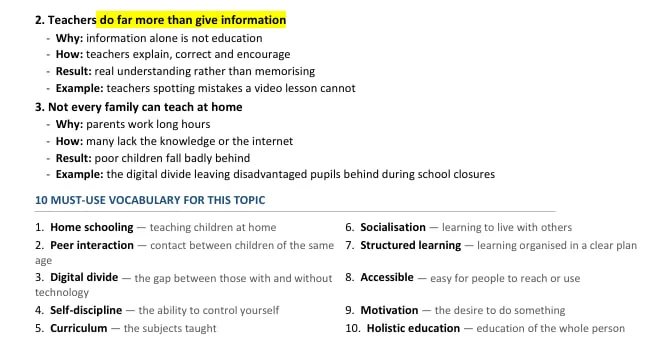 2. Teachers do far more than give information
- Why: information alone is not education
- How: teachers explain, correct and encourage
- Result: real understanding rather than memorising
- Example: teachers spotting mistakes a video lesson cannot
3. Not every family can teach at home
- Why: parents work long hours
- How: many lack the knowledge or the internet
- Result: poor children fall badly behind
- Example: the digital divide leaving disadvantaged pupils behind during school closures
10 MUST-USE VOCABULARY FOR THIS TOPIC
1. Home schooling — teaching children at home
2. Peer interaction — contact between children of the same
age
3. Digital divide — the gap between those with and without
technology
4. Self-discipline — the ability to control yourself
5. Curriculum — the subjects taught
6. Socialisation — learning to live with others
7. Structured learning — learning organised in a clear plan
8. Accessible — easy for people to reach or use
9. Motivation — the desire to do something
10. Holistic education — education of the whole person